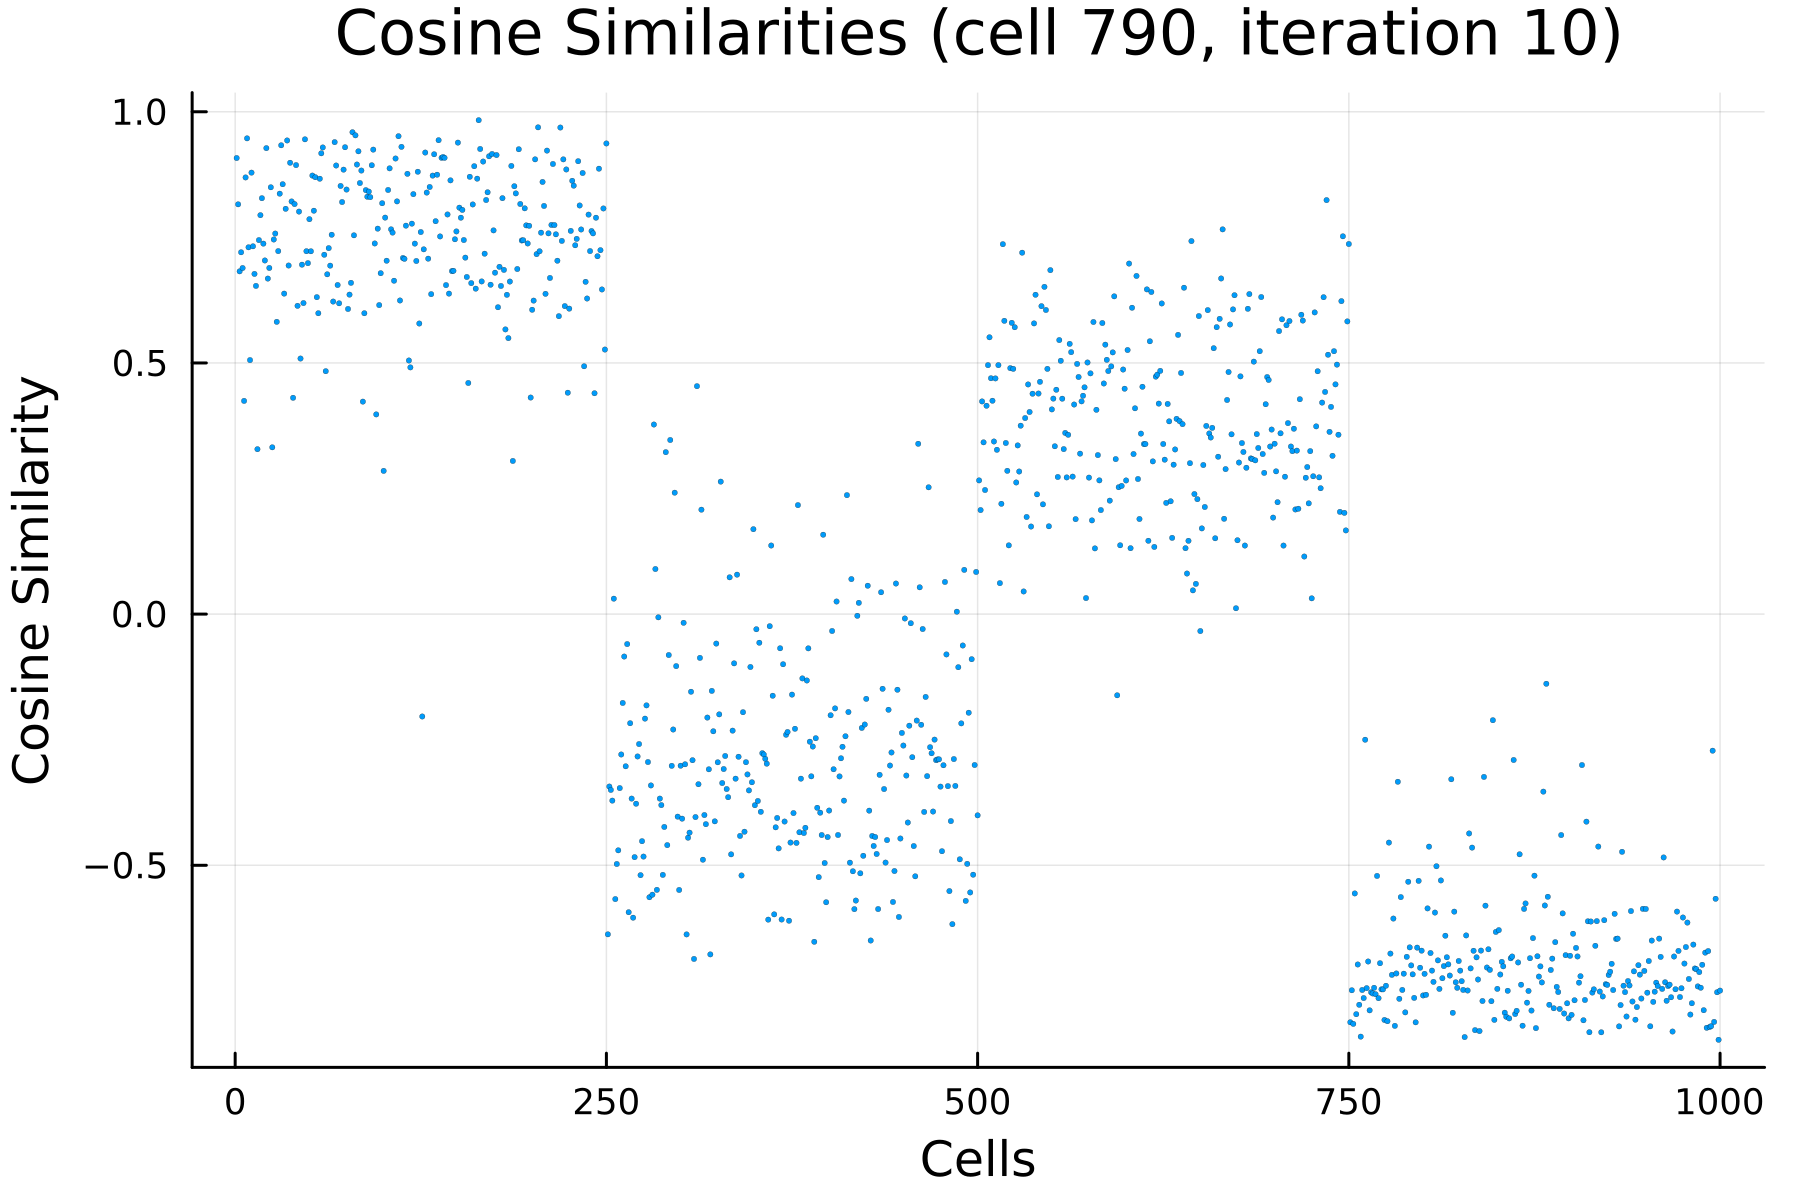 Cosine Similarities (cell 790, iteration 10)
Cosine Similarity
1.0
0.5
0.0
−0.5
0 250 500 750 1000
Cells